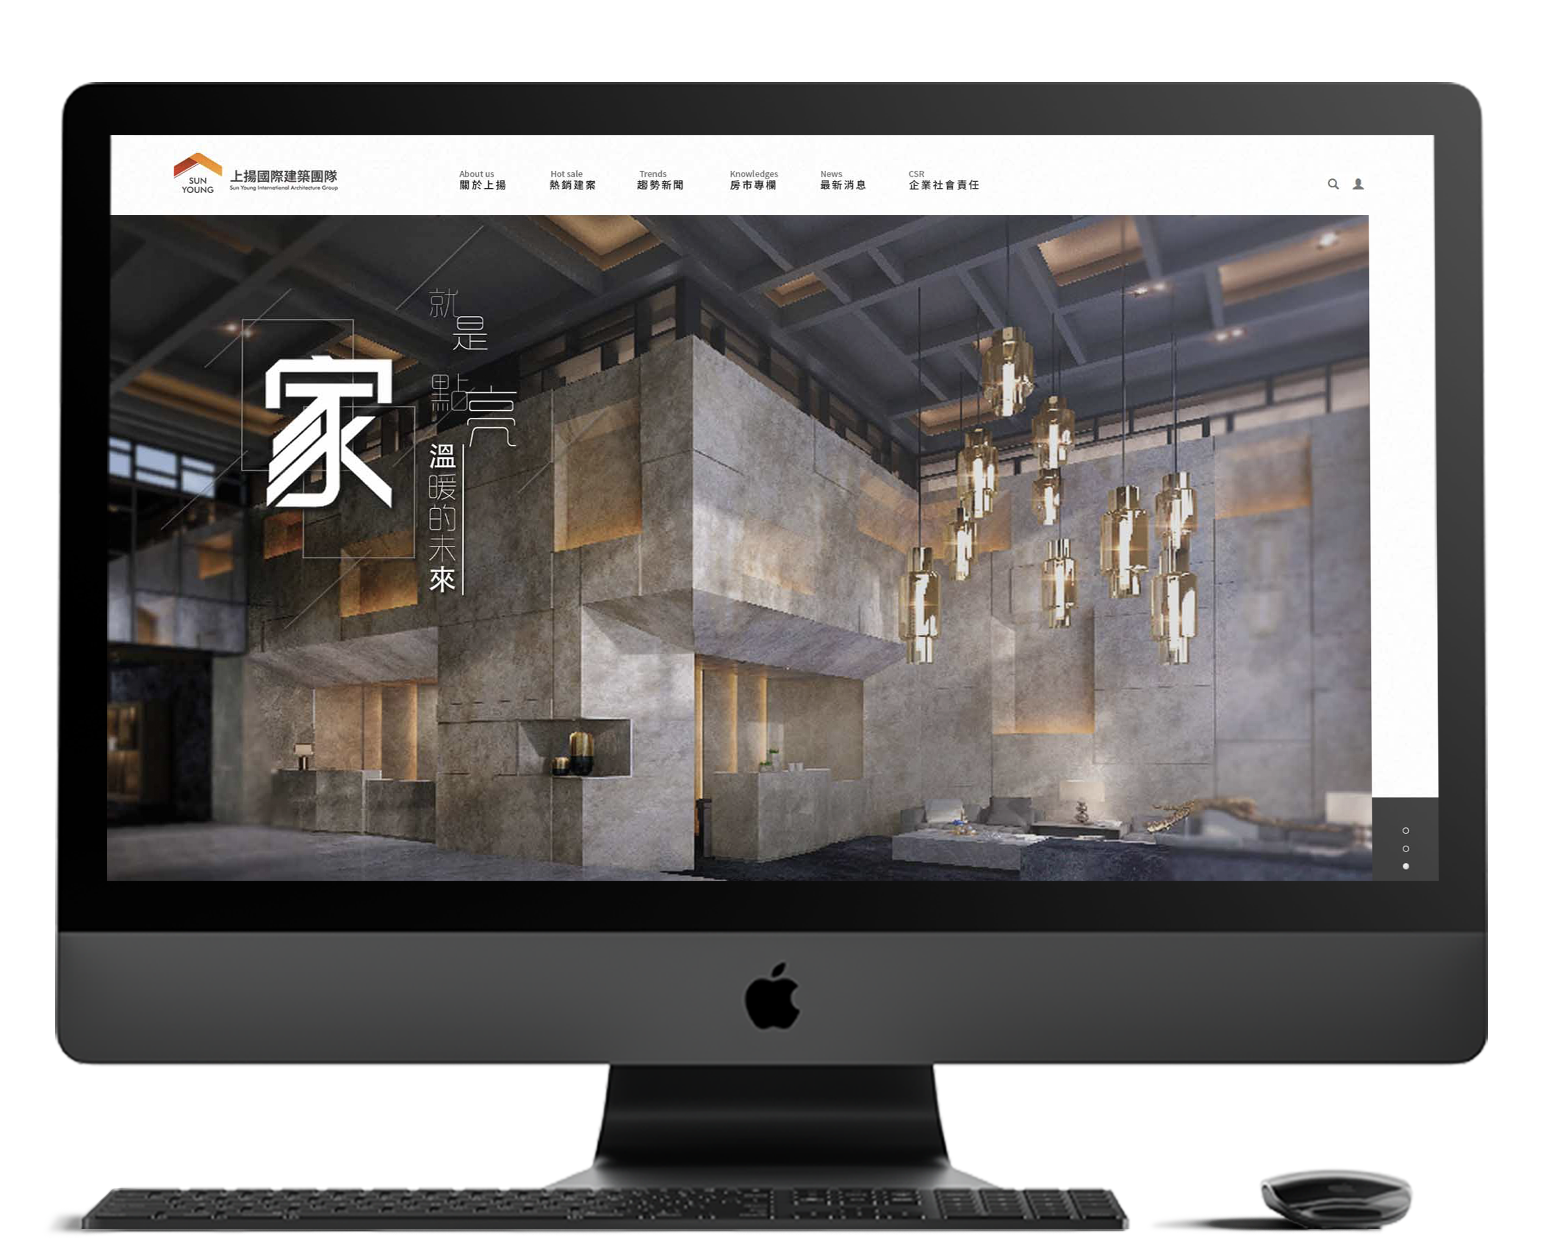 SUN
YOUNG
上揚國際建築團隊
Sun Young International Architecture Group
About us
關於上揚
Hot sale
熱銷建案
Trends
趨勢新聞
Knowledges
房市專欄
News
最新消息
CSR
企業社會責任
家
就是
點亮
溫暖的未來